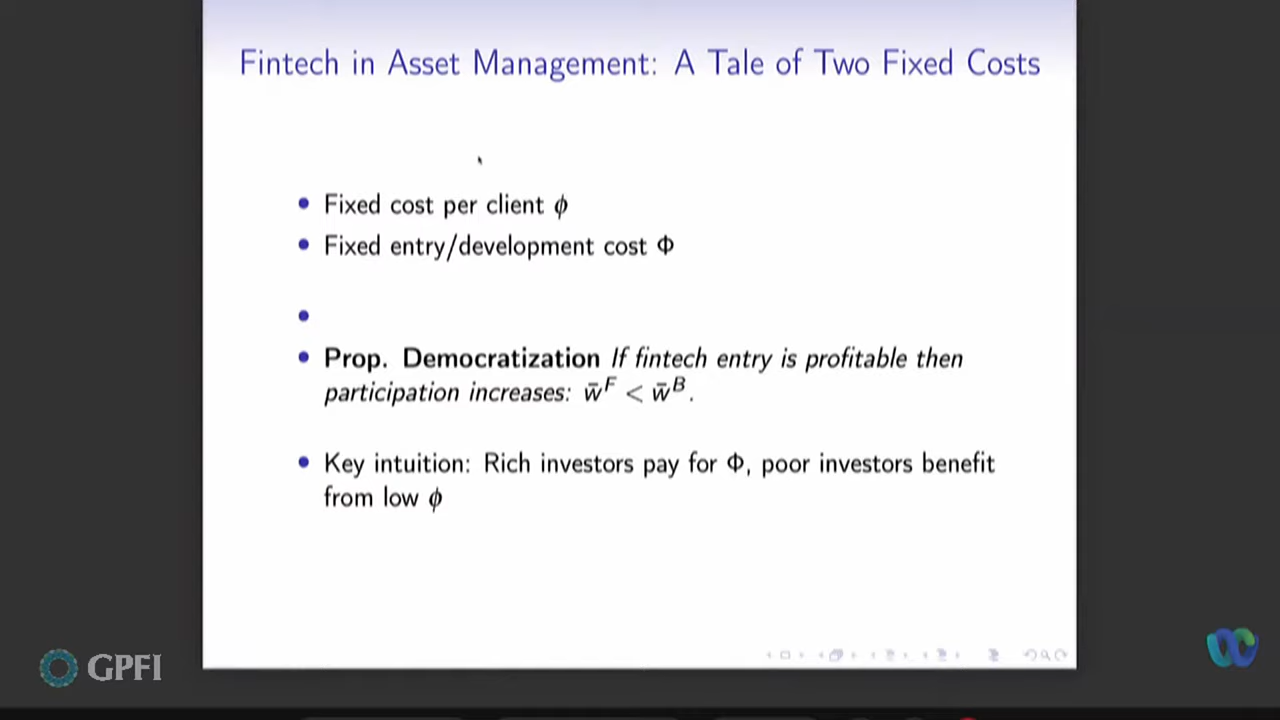 Fintech in Asset Management: A Tale of Two Fixed Costs
• Fixed cost per client ϕ
• Fixed entry/development cost Φ
•
• Prop. Democratization If fintech entry is profitable then
participation increases: w̄^F < w̄^B.
• Key intuition: Rich investors pay for Φ, poor investors benefit
from low ϕ
GPFI